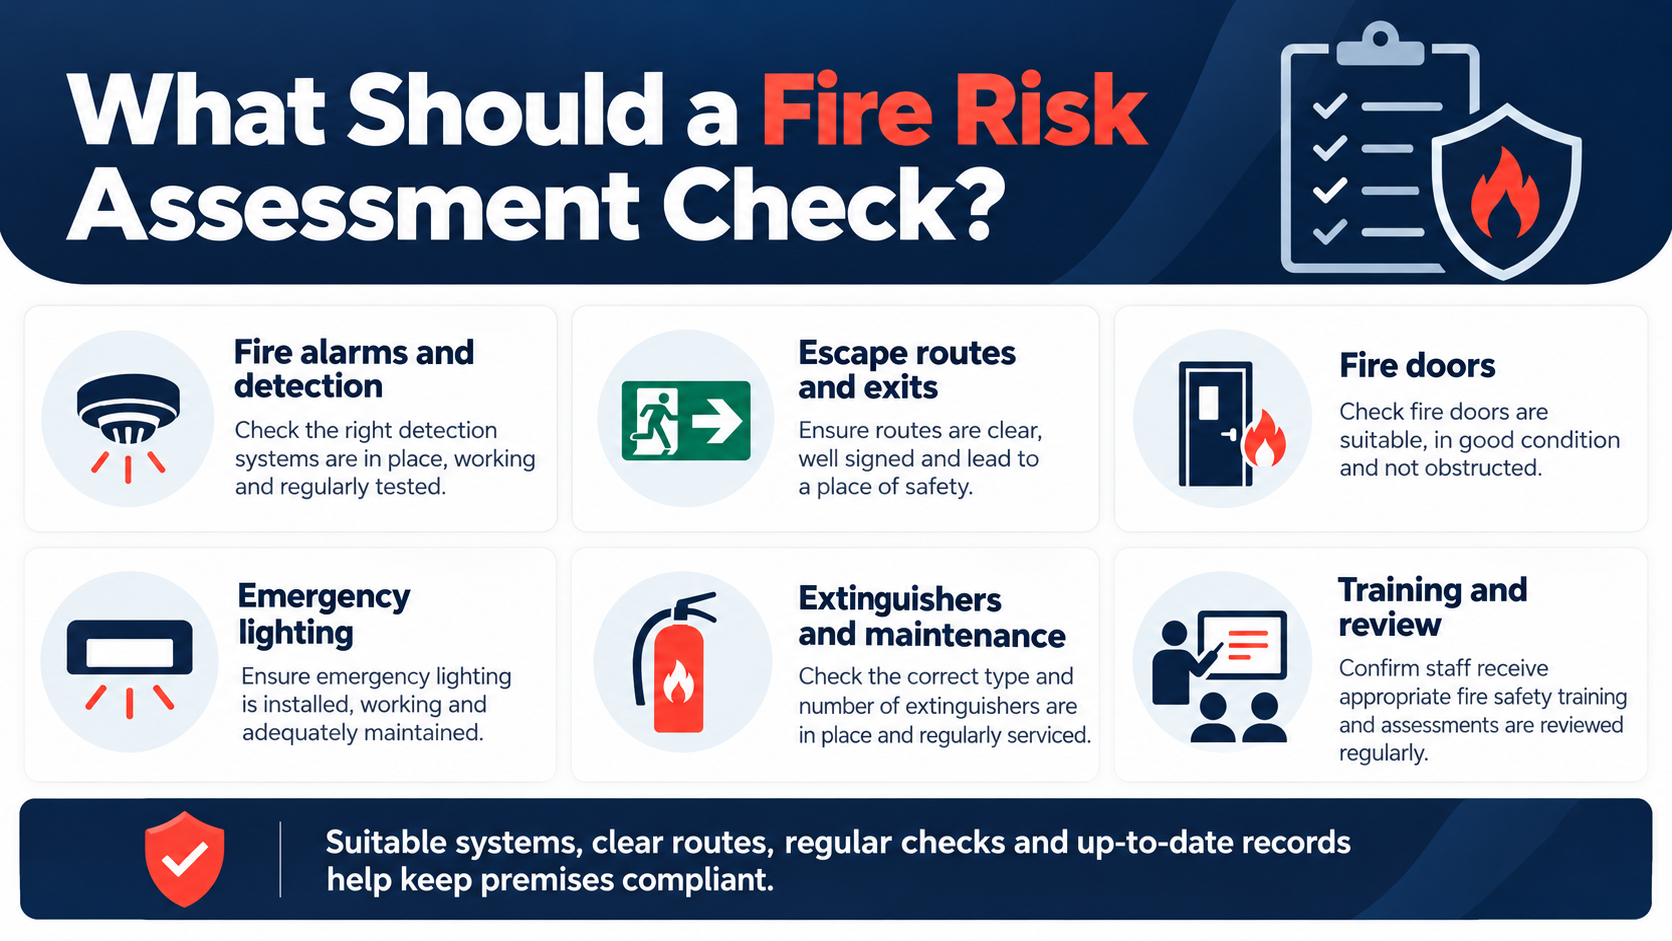 What Should a Fire Risk
Assessment Check?
Fire alarms and
detection
Check the right detection
systems are in place, working
and regularly tested.
Escape routes
and exits
Ensure routes are clear,
well signed and lead to
a place of safety.
Fire doors
Check fire doors are
suitable, in good condition
and not obstructed.
Emergency
lighting
Ensure emergency lighting
is installed, working and
adequately maintained.
Extinguishers
and maintenance
Check the correct type and
number of extinguishers are
in place and regularly serviced.
Training and
review
Confirm staff receive
appropriate fire safety training
and assessments are reviewed
regularly.
Suitable systems, clear routes, regular checks and up-to-date records
help keep premises compliant.